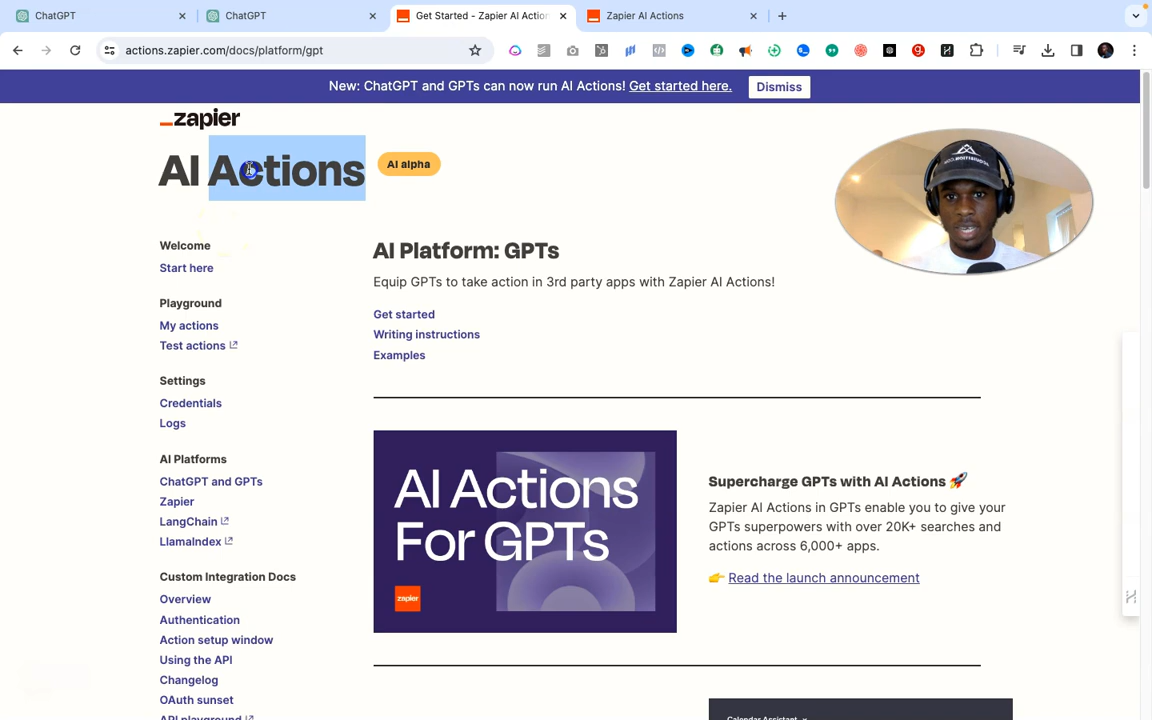 ChatGPT
ChatGPT
Get Started - Zapier AI Action
Zapier AI Actions
actions.zapier.com/docs/platform/gpt
New: ChatGPT and GPTs can now run AI Actions! Get started here.
Dismiss
zapier
AI Actions
AI alpha
Welcome
Start here
Playground
My actions
Test actions
Settings
Credentials
Logs
AI Platforms
ChatGPT and GPTs
Zapier
LangChain
LlamaIndex
Custom Integration Docs
Overview
Authentication
Action setup window
Using the API
Changelog
OAuth sunset
API playground
AI Platform: GPTs
Equip GPTs to take action in 3rd party apps with Zapier AI Actions!
Get started
Writing instructions
Examples
AI Actions
For GPTs
zapier
Supercharge GPTs with AI Actions 🚀
Zapier AI Actions in GPTs enable you to give your
GPTs superpowers with over 20K+ searches and
actions across 6,000+ apps.
👉 Read the launch announcement
Calendar Assistant